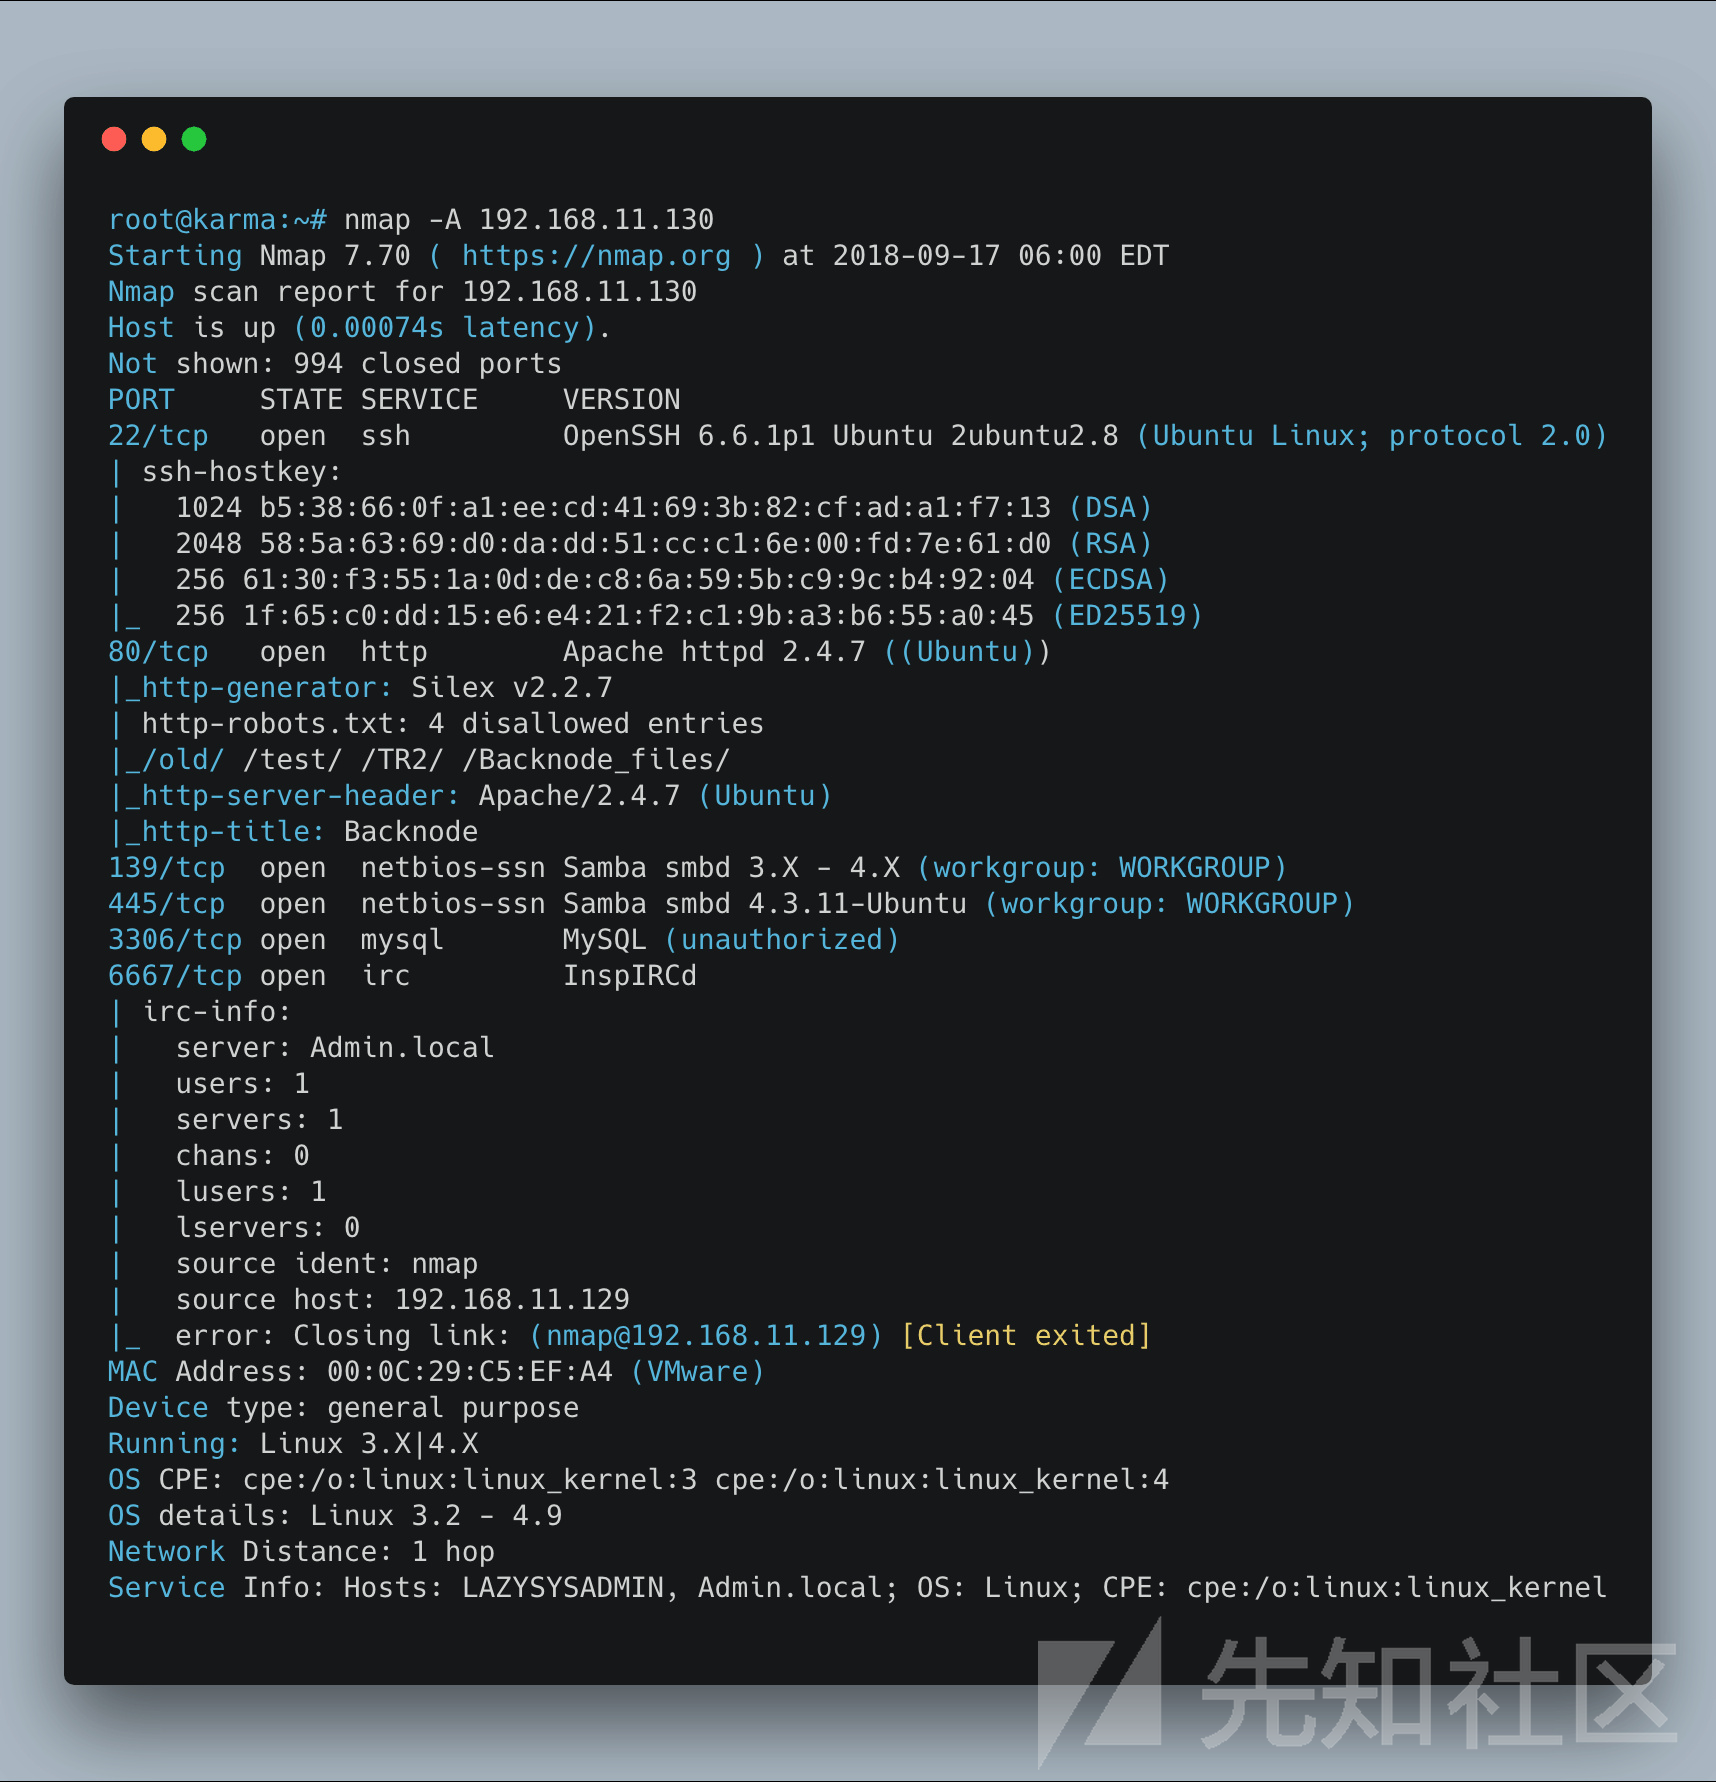 root@karma:~# nmap -A 192.168.11.130
Starting Nmap 7.70 ( https://nmap.org ) at 2018-09-17 06:00 EDT
Nmap scan report for 192.168.11.130
Host is up (0.00074s latency).
Not shown: 994 closed ports
PORT     STATE SERVICE     VERSION
22/tcp   open  ssh         OpenSSH 6.6.1p1 Ubuntu 2ubuntu2.8 (Ubuntu Linux; protocol 2.0)
| ssh-hostkey:
|   1024 b5:38:66:0f:a1:ee:cd:41:69:3b:82:cf:ad:a1:f7:13 (DSA)
|   2048 58:5a:63:69:d0:da:dd:51:cc:c1:6e:00:fd:7e:61:d0 (RSA)
|   256 61:30:f3:55:1a:0d:de:c8:6a:59:5b:c9:9c:b4:92:04 (ECDSA)
|_  256 1f:65:c0:dd:15:e6:e4:21:f2:c1:9b:a3:b6:55:a0:45 (ED25519)
80/tcp   open  http        Apache httpd 2.4.7 ((Ubuntu))
|_http-generator: Silex v2.2.7
| http-robots.txt: 4 disallowed entries
|_/old/ /test/ /TR2/ /Backnode_files/
|_http-server-header: Apache/2.4.7 (Ubuntu)
|_http-title: Backnode
139/tcp  open  netbios-ssn Samba smbd 3.X - 4.X (workgroup: WORKGROUP)
445/tcp  open  netbios-ssn Samba smbd 4.3.11-Ubuntu (workgroup: WORKGROUP)
3306/tcp open  mysql       MySQL (unauthorized)
6667/tcp open  irc         InspIRCd
| irc-info:
|   server: Admin.local
|   users: 1
|   servers: 1
|   chans: 0
|   lusers: 1
|   lservers: 0
|   source ident: nmap
|   source host: 192.168.11.129
|_  error: Closing link: (nmap@192.168.11.129) [Client exited]
MAC Address: 00:0C:29:C5:EF:A4 (VMware)
Device type: general purpose
Running: Linux 3.X|4.X
OS CPE: cpe:/o:linux:linux_kernel:3 cpe:/o:linux:linux_kernel:4
OS details: Linux 3.2 - 4.9
Network Distance: 1 hop
Service Info: Hosts: LAZYSYSADMIN, Admin.local; OS: Linux; CPE: cpe:/o:linux:linux_kernel
先知社区